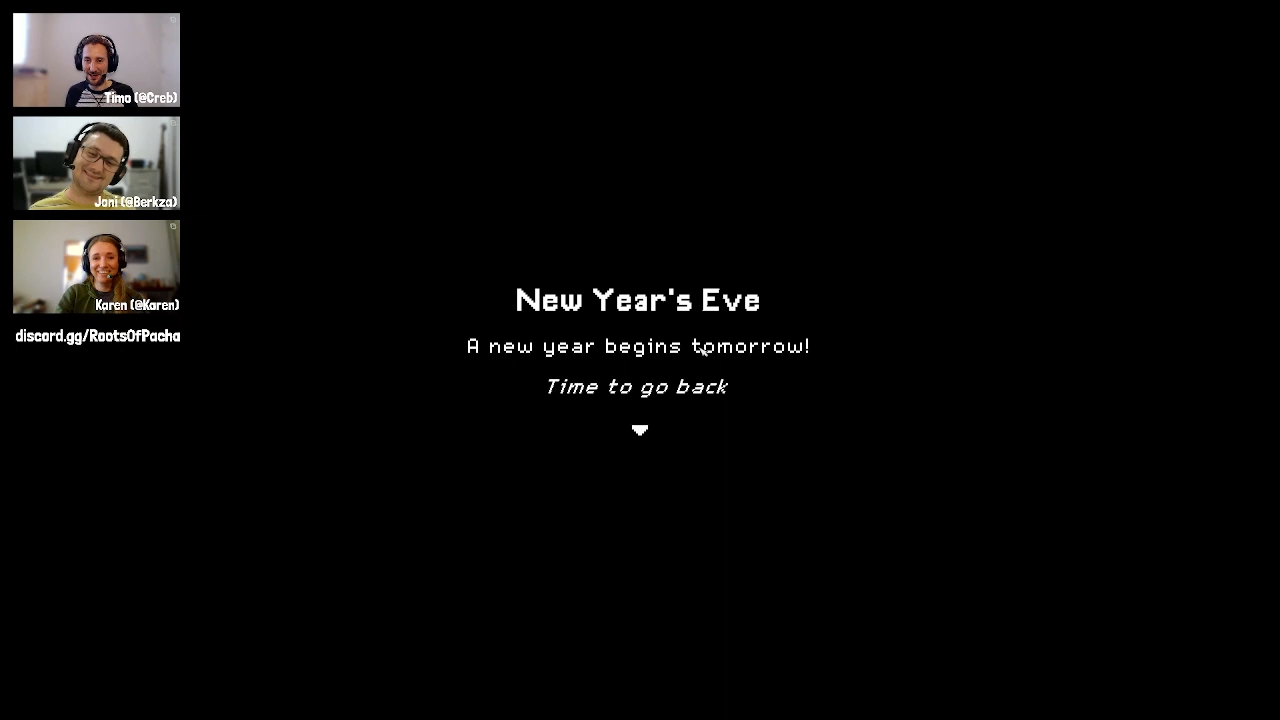 Timo (@Creb)
Joni (@Berkza)
Karen (@Karen)
discord.gg/RootsOfPacha
New Year's Eve
A new year begins tomorrow!
Time to go back